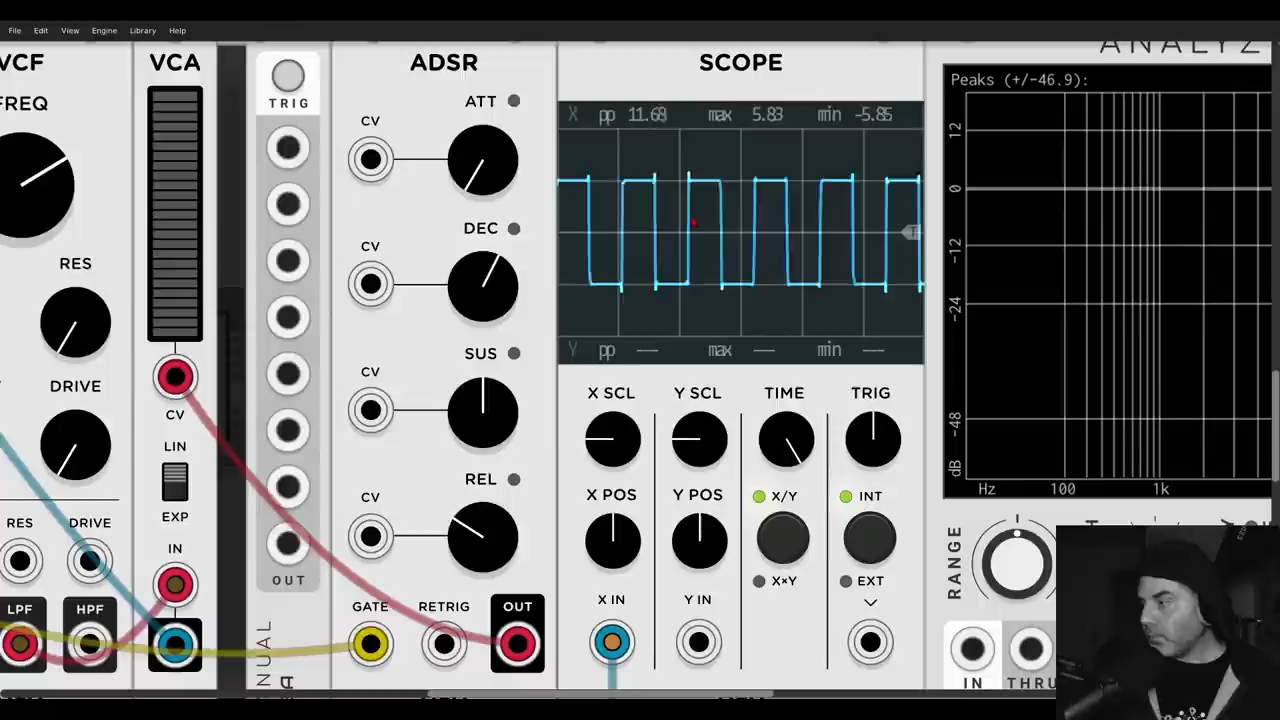 File Edit View Engine Library Help
VCF
FREQ
RES
DRIVE
RES DRIVE
LPF HPF
VCA
CV
LIN
EXP
IN
TRIG
OUT
ADSR
ATT
CV
DEC
CV
SUS
CV
REL
CV
GATE RETRIG OUT
SCOPE
X pp 11.68 max 5.83 min -5.85
T
Y pp --- max --- min ---
X SCL Y SCL TIME TRIG
X POS Y POS X/Y INT
X×Y EXT
X IN Y IN
Peaks (+/-46.9):
12
0
-12
-24
-48
dB
Hz 100 1k
RANGE
IN THRU